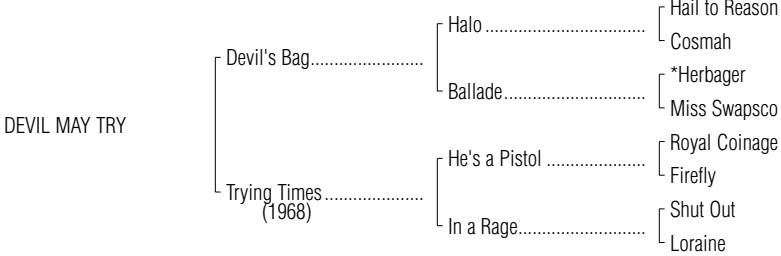 Hail to Reason
Halo ..................................
Cosmah
Devil's Bag........................
*Herbager
Ballade..............................
Miss Swapsco
DEVIL MAY TRY
Royal Coinage
He's a Pistol .....................
Firefly
Trying Times .....................
(1968)
Shut Out
In a Rage...........................
Loraine